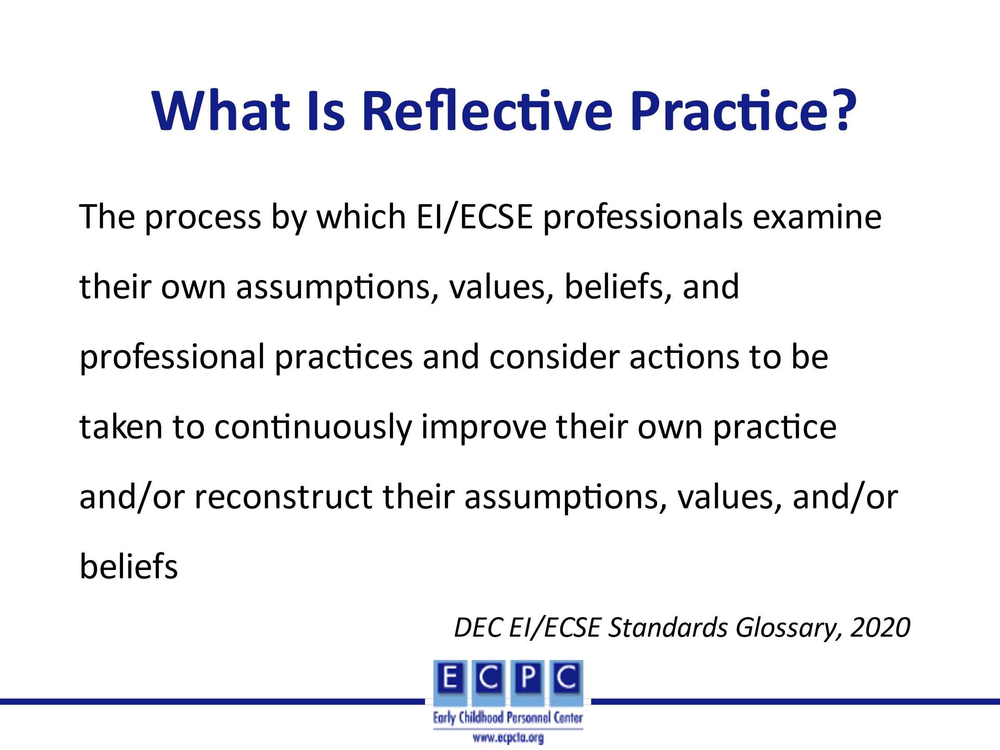 What Is Reflective Practice?
The process by which EI/ECSE professionals examine
their own assumptions, values, beliefs, and
professional practices and consider actions to be
taken to continuously improve their own practice
and/or reconstruct their assumptions, values, and/or
beliefs
DEC EI/ECSE Standards Glossary, 2020
E C P C
Early Childhood Personnel Center
www.ecpcta.org